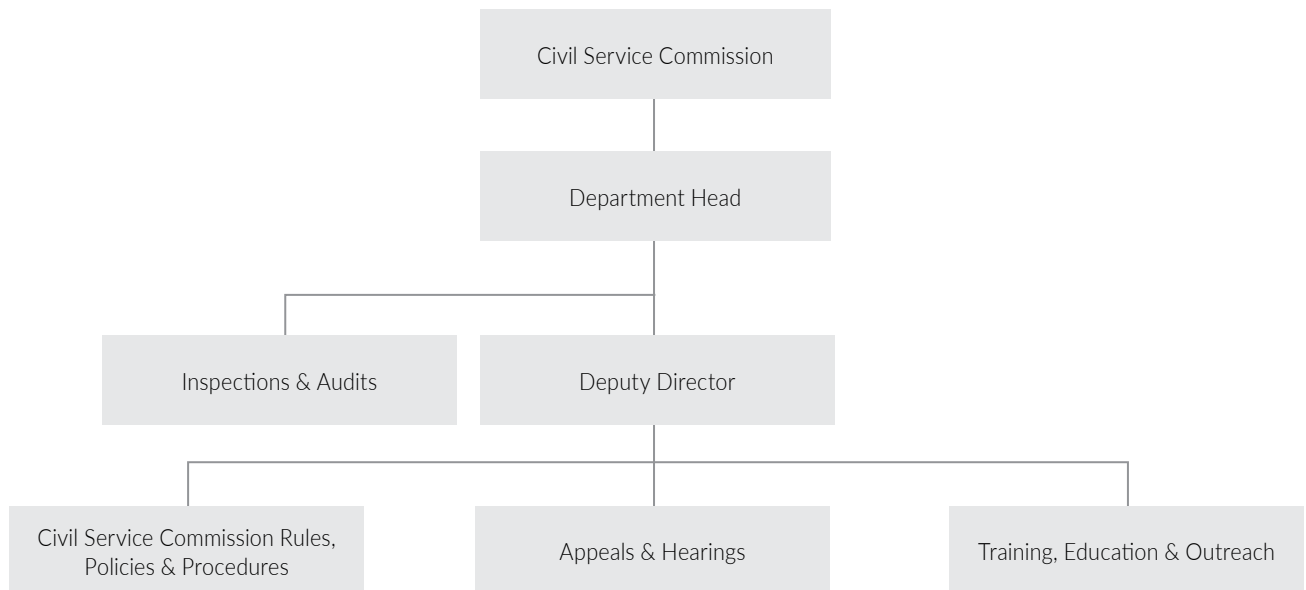 Civil Service Commission
Department Head
Inspections & Audits
Deputy Director
Civil Service Commission Rules,
Policies & Procedures
Appeals & Hearings
Training, Education & Outreach